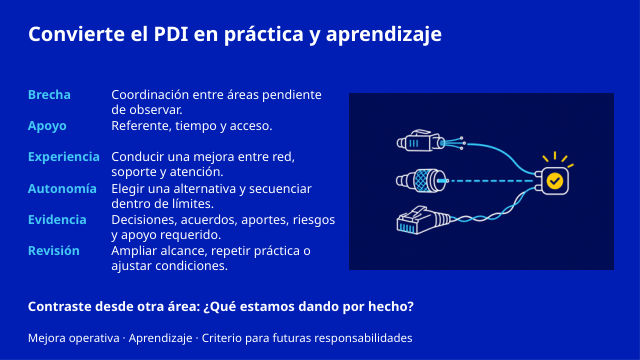 Convierte el PDI en práctica y aprendizaje
Brecha Coordinación entre áreas pendiente
de observar.
Apoyo Referente, tiempo y acceso.
Experiencia Conducir una mejora entre red,
soporte y atención.
Autonomía Elegir una alternativa y secuenciar
dentro de límites.
Evidencia Decisiones, acuerdos, aportes, riesgos
y apoyo requerido.
Revisión Ampliar alcance, repetir práctica o
ajustar condiciones.
Contraste desde otra área: ¿Qué estamos dando por hecho?
Mejora operativa · Aprendizaje · Criterio para futuras responsabilidades